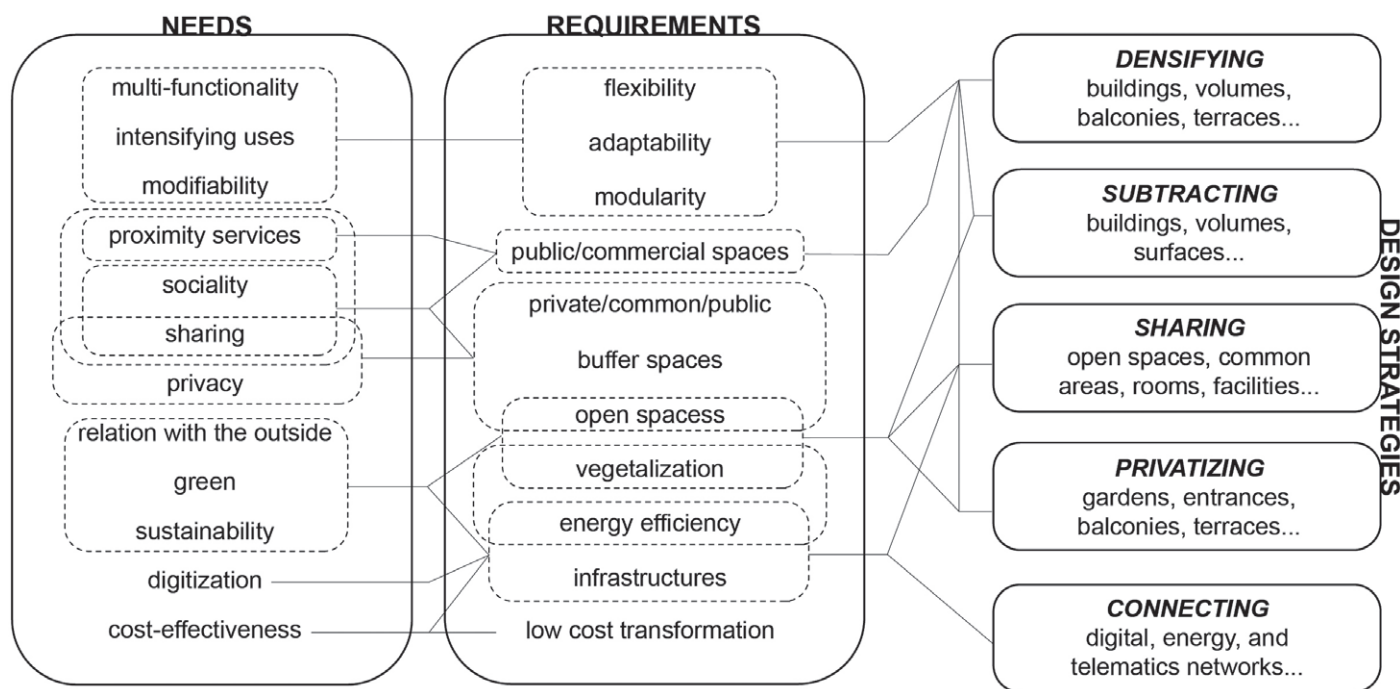 NEEDS
multi-functionality
intensifying uses
modifiability
proximity services
sociality
sharing
privacy
relation with the outside
green
sustainability
digitization
cost-effectiveness
REQUIREMENTS
flexibility
adaptability
modularity
public/commercial spaces
private/common/public
buffer spaces
open spacess
vegetalization
energy efficiency
infrastructures
low cost transformation
DENSIFYING
buildings, volumes,
balconies, terraces...
SUBTRACTING
buildings, volumes,
surfaces...
SHARING
open spaces, common
areas, rooms, facilities...
PRIVATIZING
gardens, entrances,
balconies, terraces...
CONNECTING
digital, energy, and
telematics networks...
DESIGN STRATEGIES